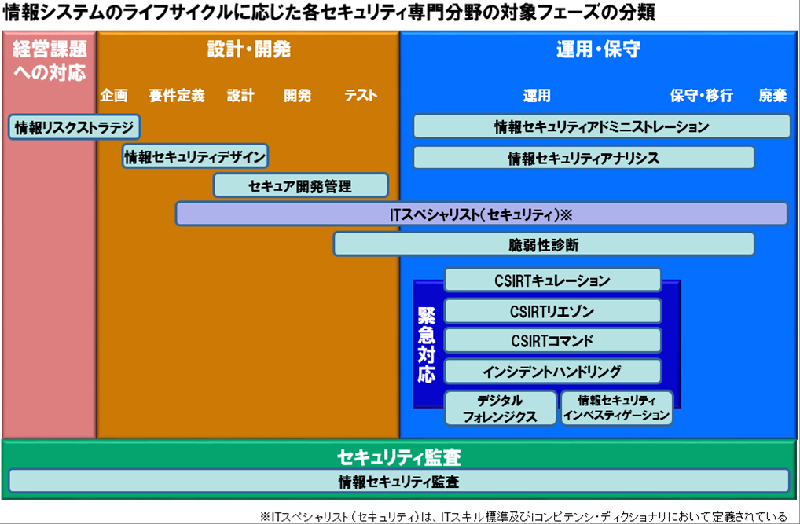 情報システムのライフサイクルに応じた各セキュリティ専門分野の対象フェーズの分類
経営課題
への対応
設計・開発
運用・保守
企画
要件定義
設計
開発
テスト
運用
保守・移行
廃棄
情報リスクストラテジ
情報セキュリティアドミニストレーション
情報セキュリティデザイン
情報セキュリティアナリシス
セキュア開発管理
ITスペシャリスト(セキュリティ)※
脆弱性診断
緊急対応
CSIRTキュレーション
CSIRTリエゾン
CSIRTコマンド
インシデントハンドリング
デジタル
フォレンジクス
情報セキュリティ
インベスティゲーション
セキュリティ監査
情報セキュリティ監査
※ITスペシャリスト(セキュリティ)は、ITスキル標準及びiコンピテンシ・ディクショナリにおいて定義されている